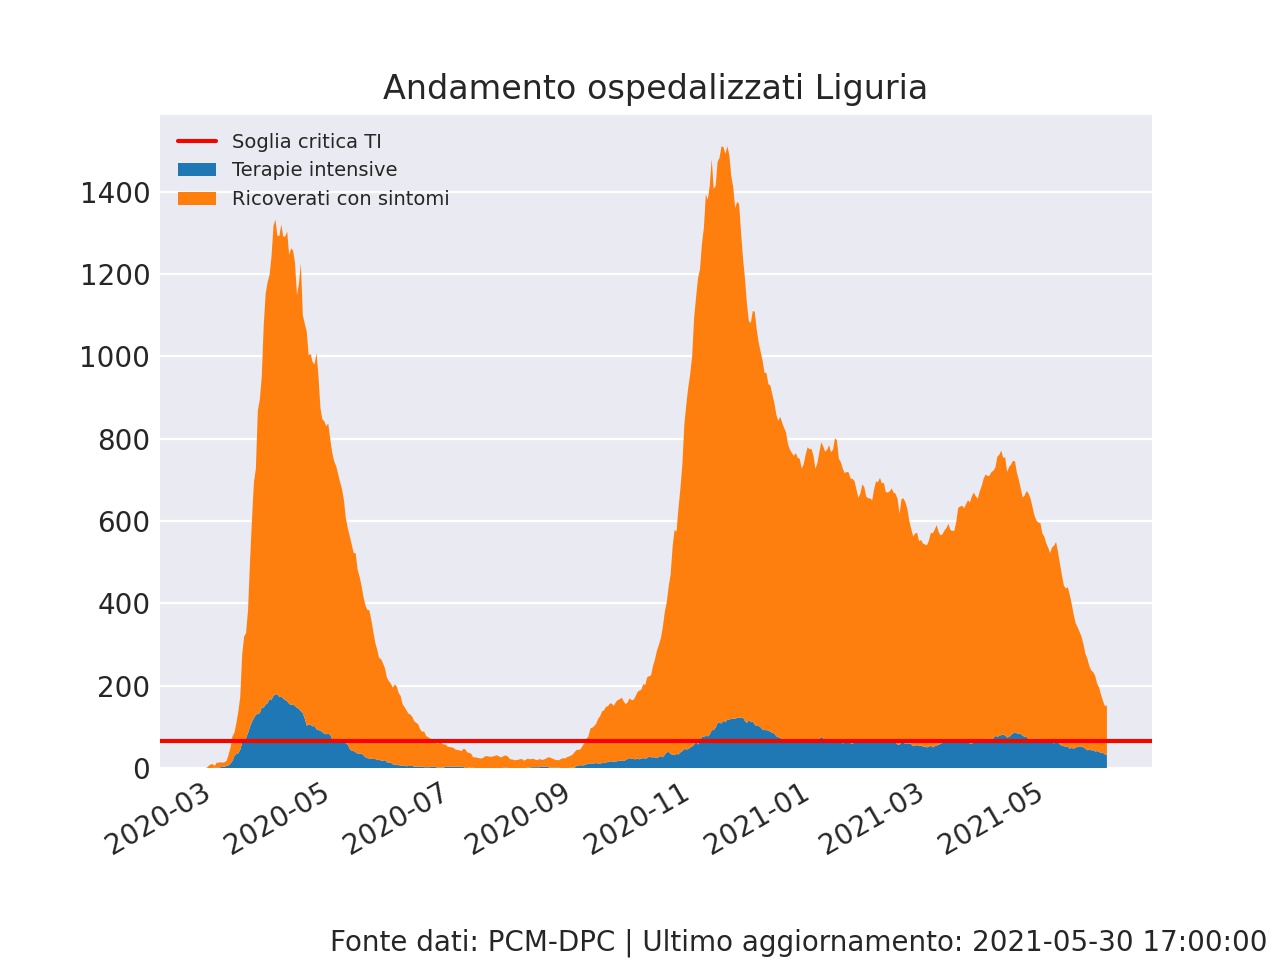 Andamento ospedalizzati Liguria
Soglia critica TI
Terapie intensive
Ricoverati con sintomi
1400
1200
1000
800
600
400
200
0
2020-03 2020-05 2020-07 2020-09 2020-11 2021-01 2021-03 2021-05
Fonte dati: PCM-DPC | Ultimo aggiornamento: 2021-05-30 17:00:00